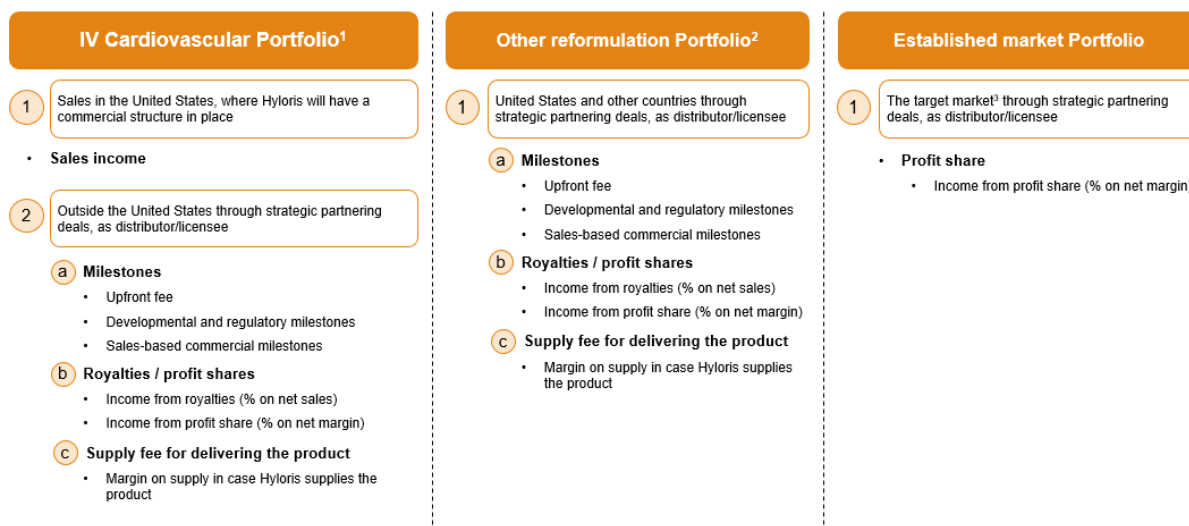 IV Cardiovascular Portfolio¹
1
Sales in the United States, where Hyloris will have a
commercial structure in place
• Sales income
2
Outside the United States through strategic partnering
deals, as distributor/licensee
a Milestones
• Upfront fee
• Developmental and regulatory milestones
• Sales-based commercial milestones
b Royalties / profit shares
• Income from royalties (% on net sales)
• Income from profit share (% on net margin)
c Supply fee for delivering the product
• Margin on supply in case Hyloris supplies the
product
Other reformulation Portfolio²
1
United States and other countries through
strategic partnering deals, as distributor/licensee
a Milestones
• Upfront fee
• Developmental and regulatory milestones
• Sales-based commercial milestones
b Royalties / profit shares
• Income from royalties (% on net sales)
• Income from profit share (% on net margin)
c Supply fee for delivering the product
• Margin on supply in case Hyloris supplies
the product
Established market Portfolio
1
The target market³ through strategic partnering
deals, as distributor/licensee
• Profit share
• Income from profit share (% on net margin)